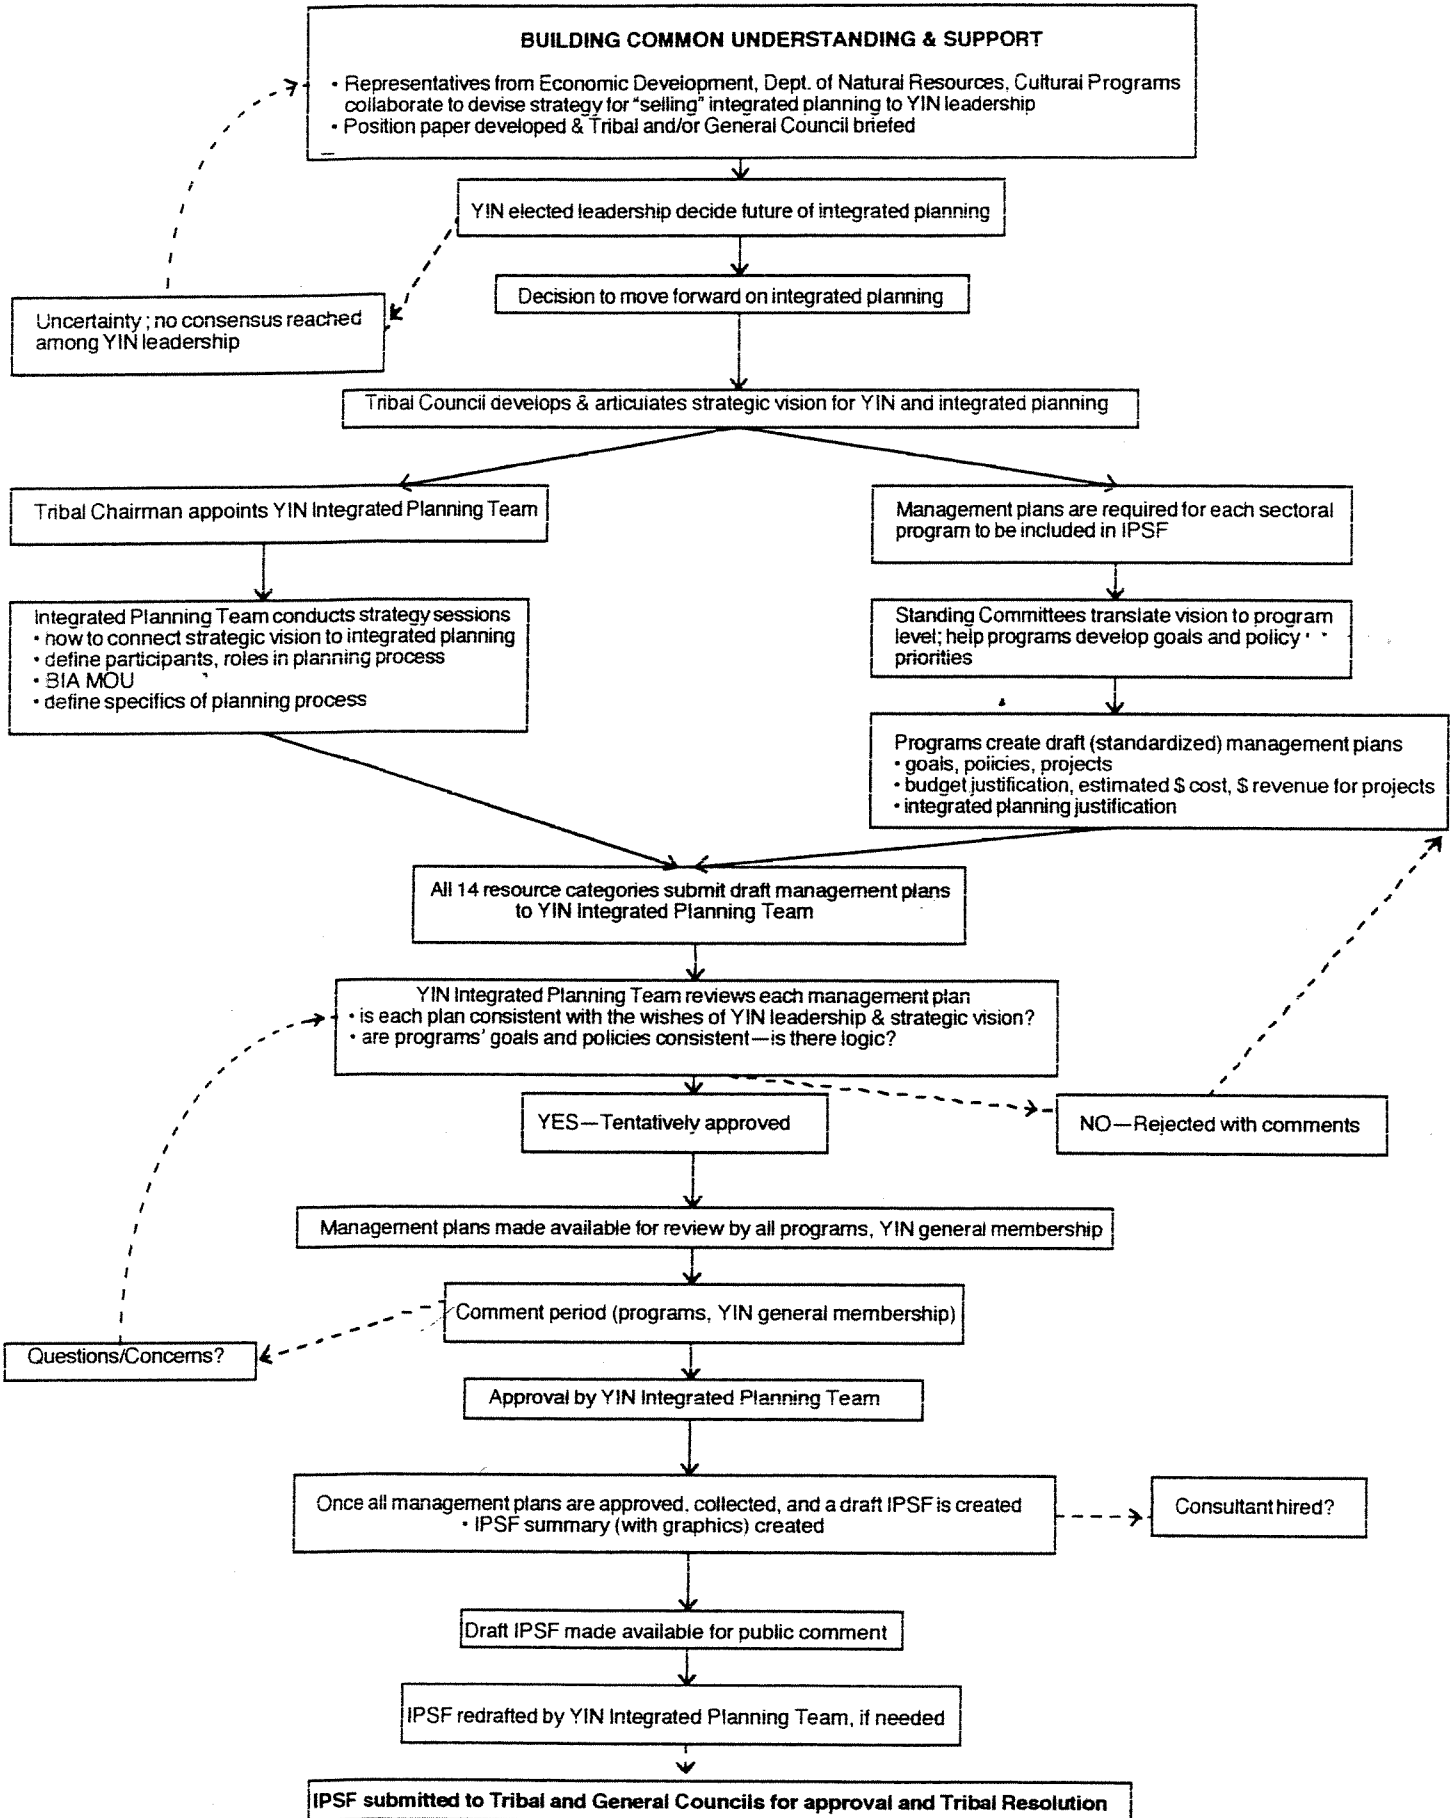 BUILDING COMMON UNDERSTANDING & SUPPORT
• Representatives from Economic Development, Dept. of Natural Resources, Cultural Programs
collaborate to devise strategy for "selling" integrated planning to YIN leadership
• Position paper developed & Tribal and/or General Council briefed
YIN elected leadership decide future of integrated planning
Decision to move forward on integrated planning
Uncertainty; no consensus reached
among YIN leadership
Tribal Council develops & articulates strategic vision for YIN and integrated planning
Tribal Chairman appoints YIN Integrated Planning Team
Management plans are required for each sectoral
program to be included in IPSF
Integrated Planning Team conducts strategy sessions
• how to connect strategic vision to integrated planning
• define participants, roles in planning process
• BIA MOU
• define specifics of planning process
Standing Committees translate vision to program
level; help programs develop goals and policy
priorities
Programs create draft (standardized) management plans
• goals, policies, projects
• budget justification, estimated $ cost, $ revenue for projects
• integrated planning justification
All 14 resource categories submit draft management plans
to YIN Integrated Planning Team
YIN Integrated Planning Team reviews each management plan
• is each plan consistent with the wishes of YIN leadership & strategic vision?
• are programs' goals and policies consistent—is there logic?
YES—Tentatively approved
NO—Rejected with comments
Management plans made available for review by all programs, YIN general membership
Comment period (programs, YIN general membership)
Questions/Concerns?
Approval by YIN Integrated Planning Team
Once all management plans are approved, collected, and a draft IPSF is created
• IPSF summary (with graphics) created
Consultant hired?
Draft IPSF made available for public comment
IPSF redrafted by YIN Integrated Planning Team, if needed
IPSF submitted to Tribal and General Councils for approval and Tribal Resolution